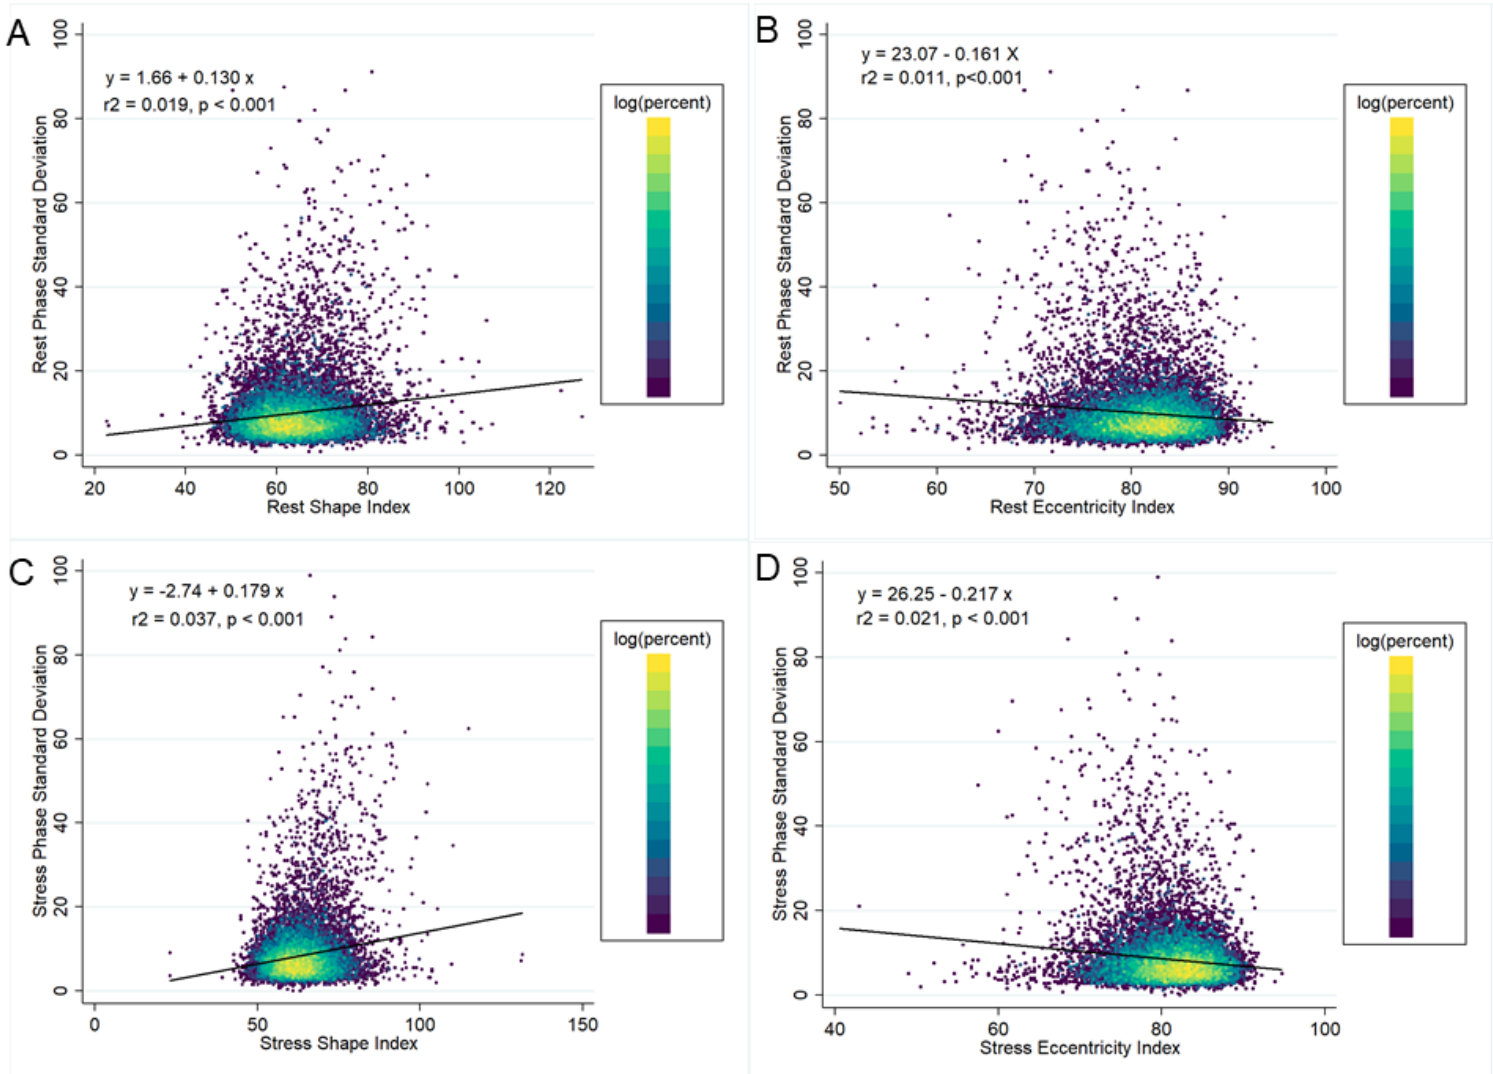 A
y = 1.66 + 0.130 x
r2 = 0.019, p < 0.001
Rest Phase Standard Deviation
100
80
60
40
20
0
20 40 60 80 100 120
Rest Shape Index
log(percent)
B
y = 23.07 - 0.161 X
r2 = 0.011, p<0.001
Rest Phase Standard Deviation
100
80
60
40
20
0
50 60 70 80 90 100
Rest Eccentricity Index
log(percent)
C
y = -2.74 + 0.179 x
r2 = 0.037, p < 0.001
Stress Phase Standard Deviation
100
80
60
40
20
0
0 50 100 150
Stress Shape Index
log(percent)
D
y = 26.25 - 0.217 x
r2 = 0.021, p < 0.001
Stress Phase Standard Deviation
100
80
60
40
20
0
40 60 80 100
Stress Eccentricity Index
log(percent)